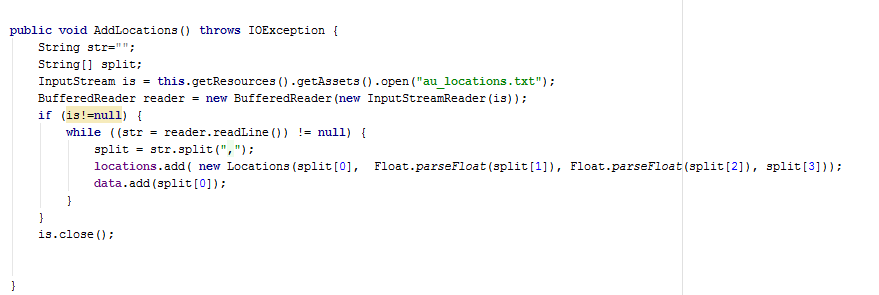 public void AddLocations() throws IOException {
    String str="";
    String[] split;
    InputStream is = this.getResources().getAssets().open("au_locations.txt");
    BufferedReader reader = new BufferedReader(new InputStreamReader(is));
    if (is!=null) {
        while ((str = reader.readLine()) != null) {
            split = str.split(",");
            locations.add( new Locations(split[0],  Float.parseFloat(split[1]), Float.parseFloat(split[2]), split[3]));
            data.add(split[0]);
        }
    }
    is.close();
}